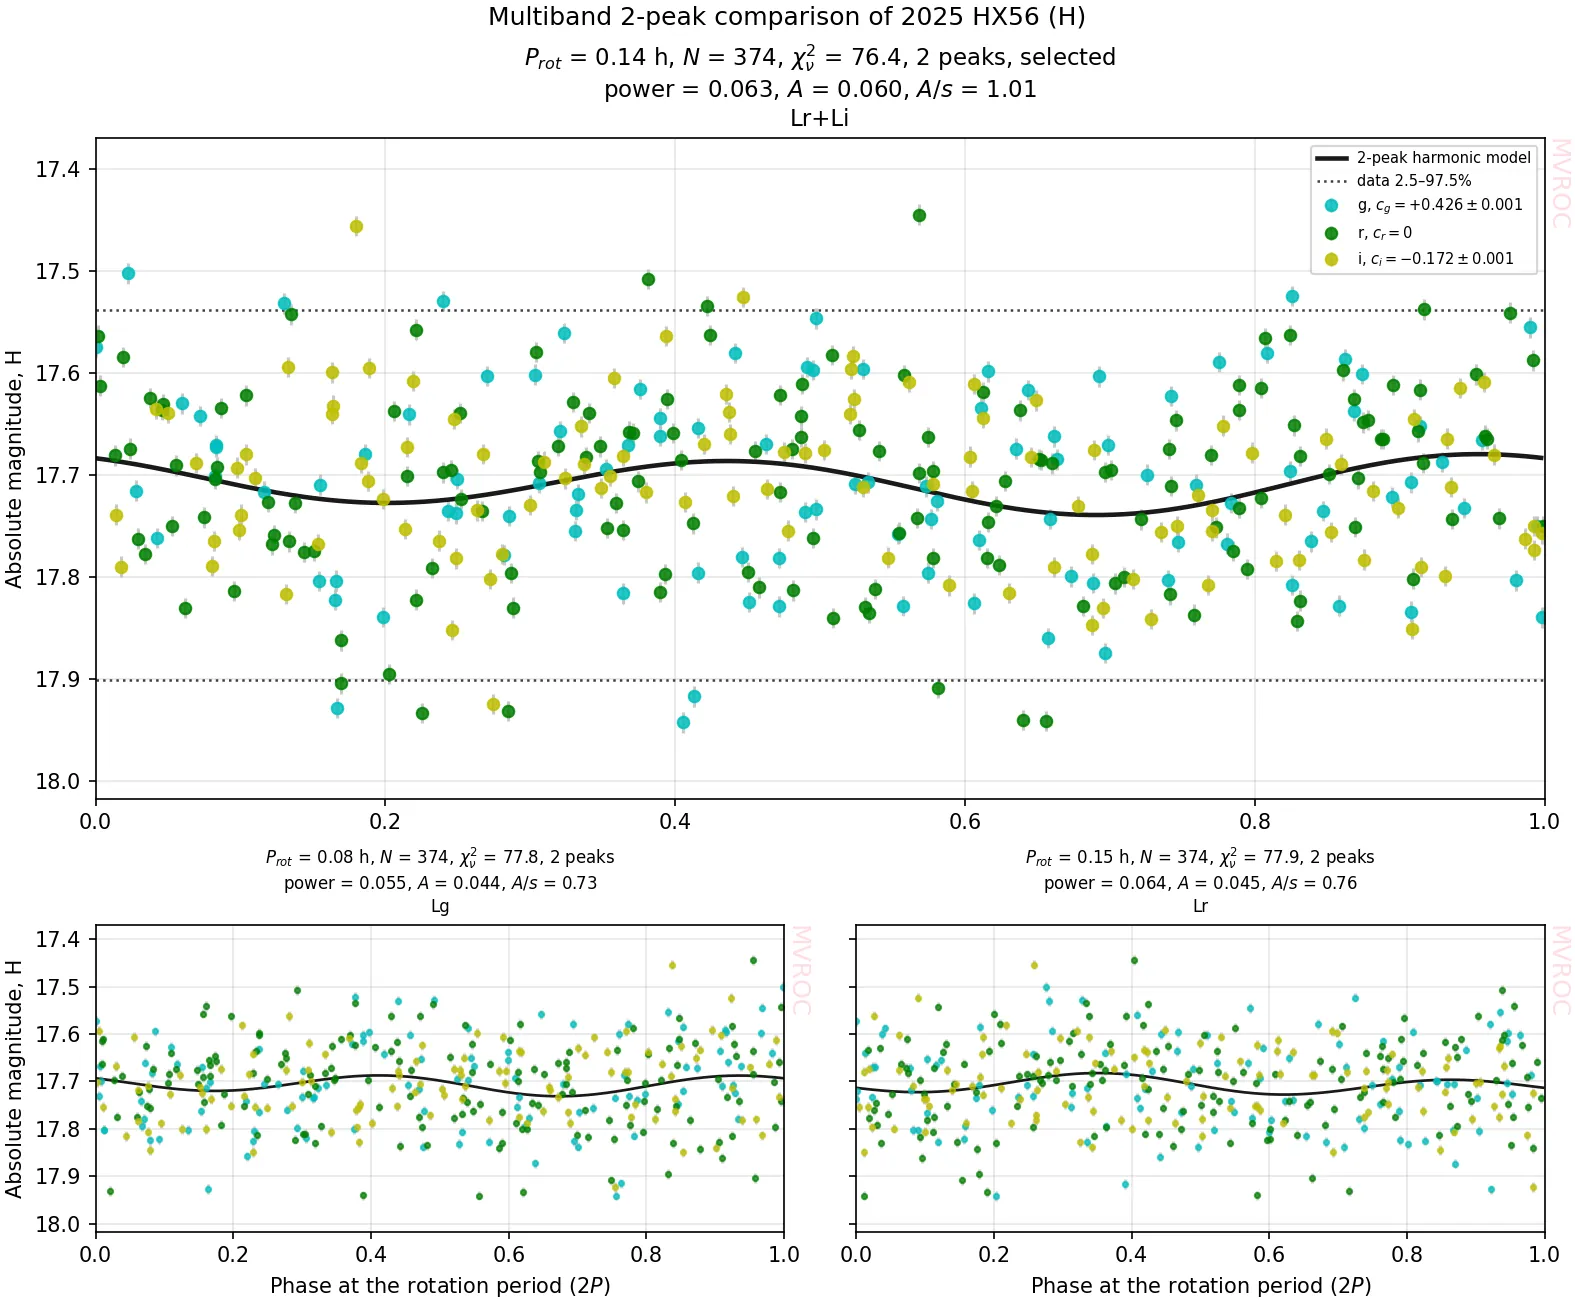 Multiband 2-peak comparison of 2025 HX56 (H)
P_rot = 0.14 h, N = 374, χ²_ν = 76.4, 2 peaks, selected
power = 0.063, A = 0.060, A/s = 1.01
Lr+Li
2-peak harmonic model
data 2.5–97.5%
g, c_g = +0.426 ± 0.001
r, c_r = 0
i, c_i = −0.172 ± 0.001
MVROC
Absolute magnitude, H
17.4
17.5
17.6
17.7
17.8
17.9
18.0
0.0 0.2 0.4 0.6 0.8 1.0
P_rot = 0.08 h, N = 374, χ²_ν = 77.8, 2 peaks
power = 0.055, A = 0.044, A/s = 0.73
Lg
MVROC
Absolute magnitude, H
17.4
17.5
17.6
17.7
17.8
17.9
18.0
0.0 0.2 0.4 0.6 0.8 1.0
Phase at the rotation period (2P)
P_rot = 0.15 h, N = 374, χ²_ν = 77.9, 2 peaks
power = 0.064, A = 0.045, A/s = 0.76
Lr
MVROC
0.0 0.2 0.4 0.6 0.8 1.0
Phase at the rotation period (2P)